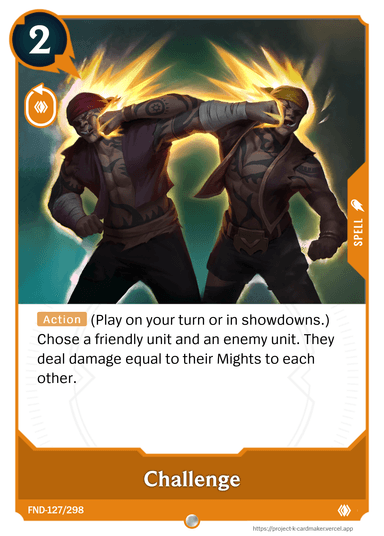 2
SPELL
Action (Play on your turn or in showdowns.)
Chose a friendly unit and an enemy unit. They
deal damage equal to their Mights to each
other.
Challenge
FND-127/298
https://project-k-cardmaker.vercel.app